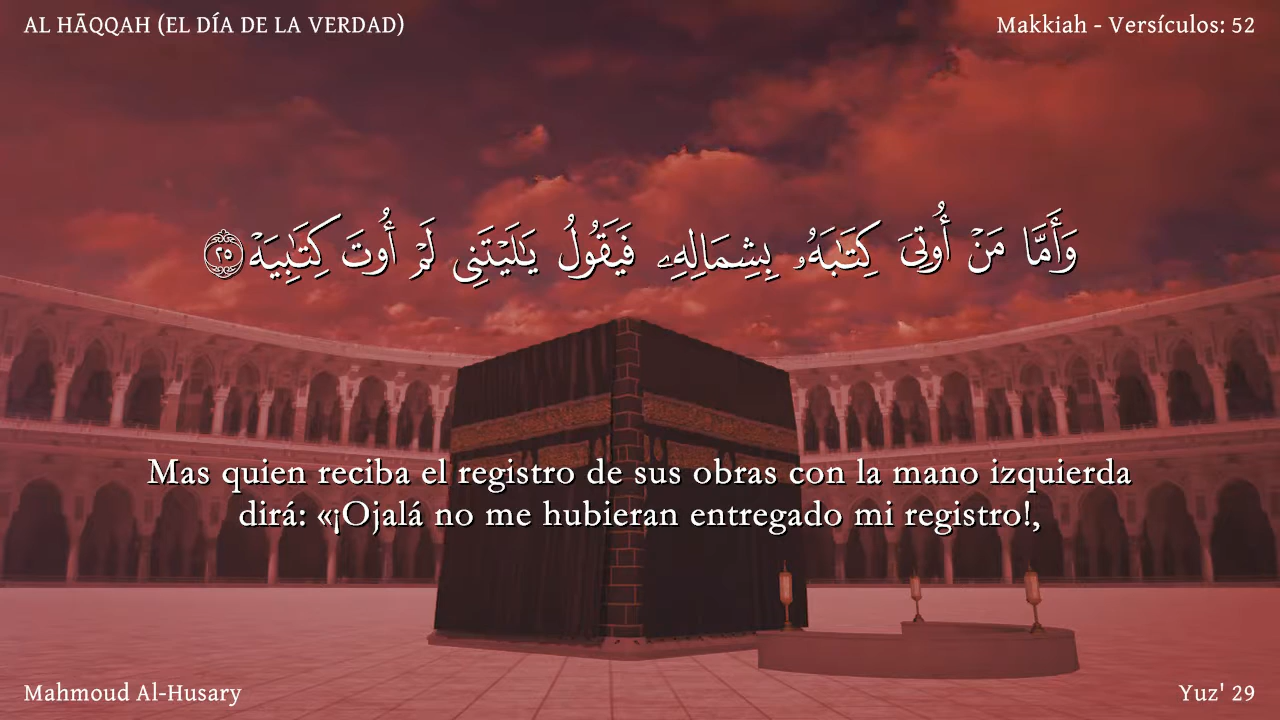 AL HĀQQAH (EL DÍA DE LA VERDAD)
Makkiah - Versículos: 52
وَأَمَّا مَنْ أُوتِىَ كِتَٰبَهُۥ بِشِمَالِهِۦ فَيَقُولُ يَٰلَيْتَنِى لَمْ أُوتَ كِتَٰبِيَهْ ٢٥
Mas quien reciba el registro de sus obras con la mano izquierda
dirá: «¡Ojalá no me hubieran entregado mi registro!,
Mahmoud Al-Husary
Yuz' 29